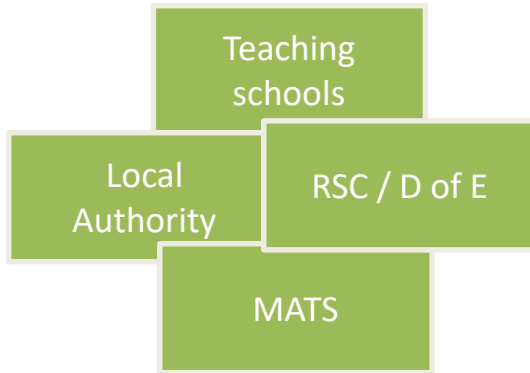 Teaching
schools
Local
Authority
RSC / D of E
MATS